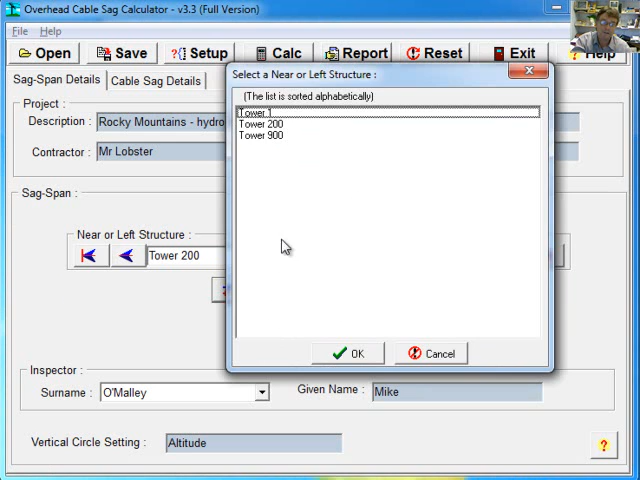 Overhead Cable Sag Calculator - v3.3 (Full Version)
File Help
Open Save Setup Calc Report Reset Exit Help
Sag-Span Details Cable Sag Details
Project :
Description : Rocky Mountains - hydro
Contractor : Mr Lobster
Sag-Span :
Near or Left Structure :
Tower 200
Select a Near or Left Structure :
(The list is sorted alphabetically)
Tower 1
Tower 200
Tower 900
OK Cancel
Inspector :
Surname : O'Malley Given Name : Mike
Vertical Circle Setting : Altitude ?